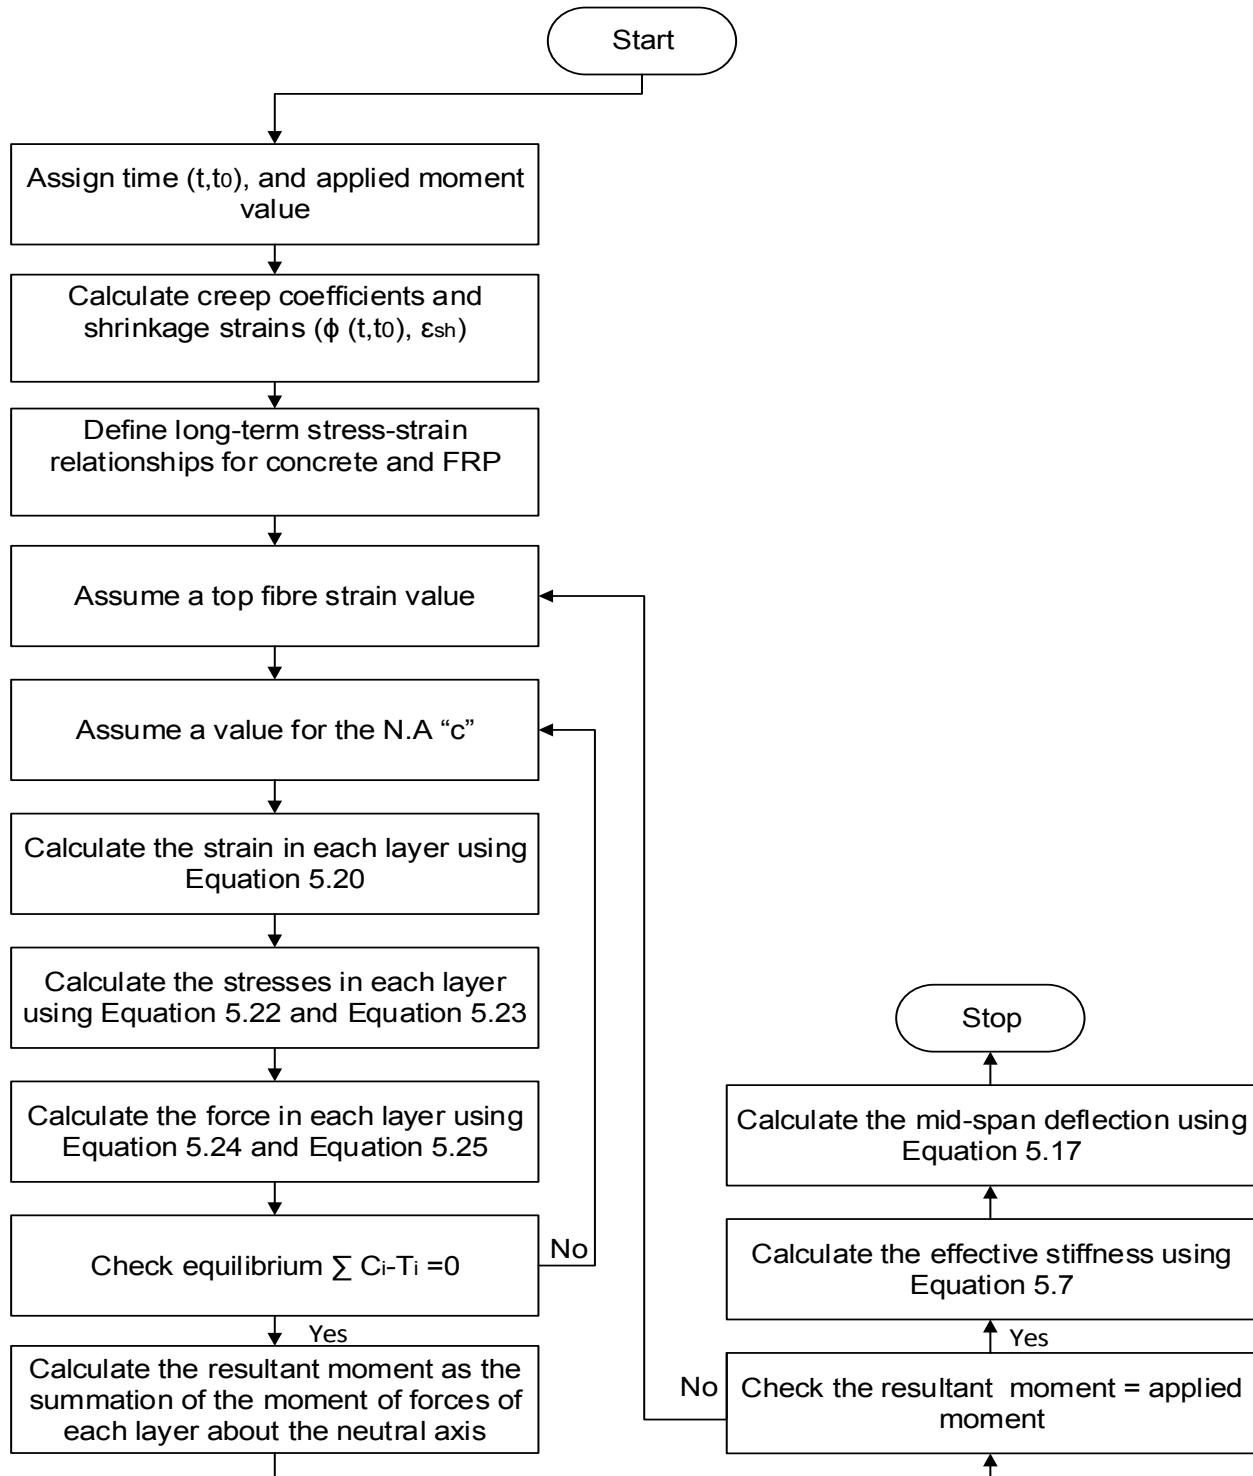 Start
Assign time (t,t0), and applied moment
value
Calculate creep coefficients and
shrinkage strains (ϕ (t,t0), εsh)
Define long-term stress-strain
relationships for concrete and FRP
Assume a top fibre strain value
Assume a value for the N.A “c”
Calculate the strain in each layer using
Equation 5.20
Calculate the stresses in each layer
using Equation 5.22 and Equation 5.23
Calculate the force in each layer using
Equation 5.24 and Equation 5.25
Check equilibrium ∑ Ci-Ti =0
No
Yes
Calculate the resultant moment as the
summation of the moment of forces of
each layer about the neutral axis
Stop
Calculate the mid-span deflection using
Equation 5.17
Calculate the effective stiffness using
Equation 5.7
Yes
No
Check the resultant  moment = applied
moment